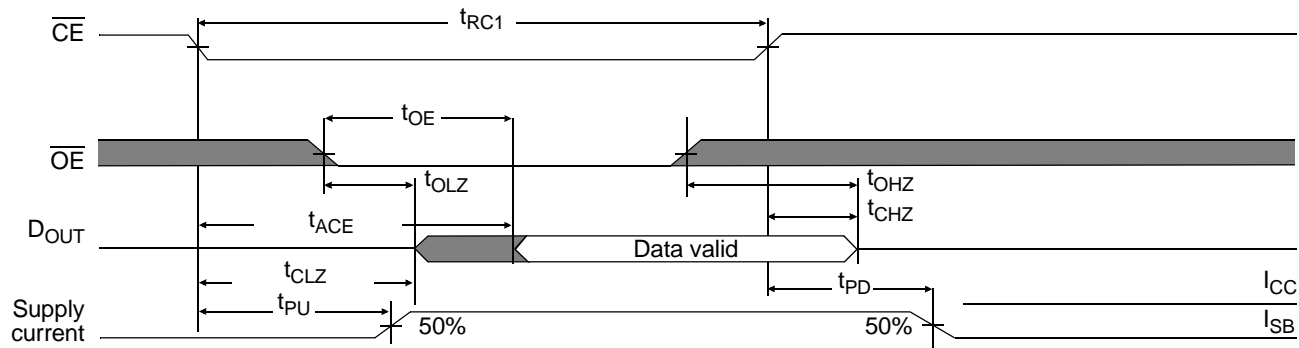 CE
tRC1
OE
tOE
tOLZ
tOHZ
tACE
tCHZ
DOUT
Data valid
tCLZ
tPD
tPU
ICC
Supply
current
50%
50%
ISB